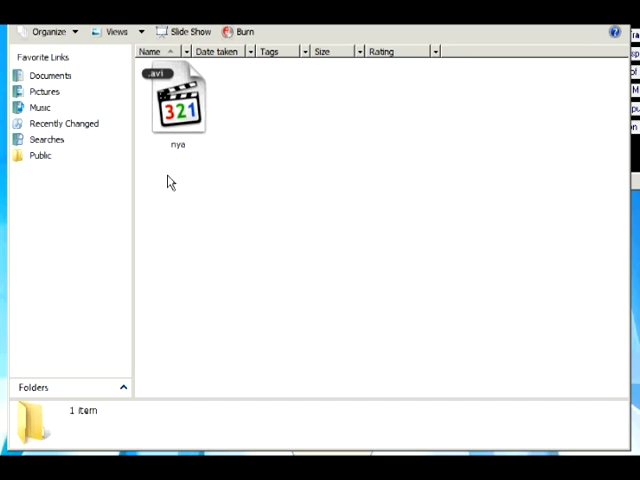 Organize Views Slide Show Burn
Favorite Links
Name Date taken Tags Size Rating
Documents
Pictures
Music
Recently Changed
Searches
Public
.avi
321
nya
Folders
1 item